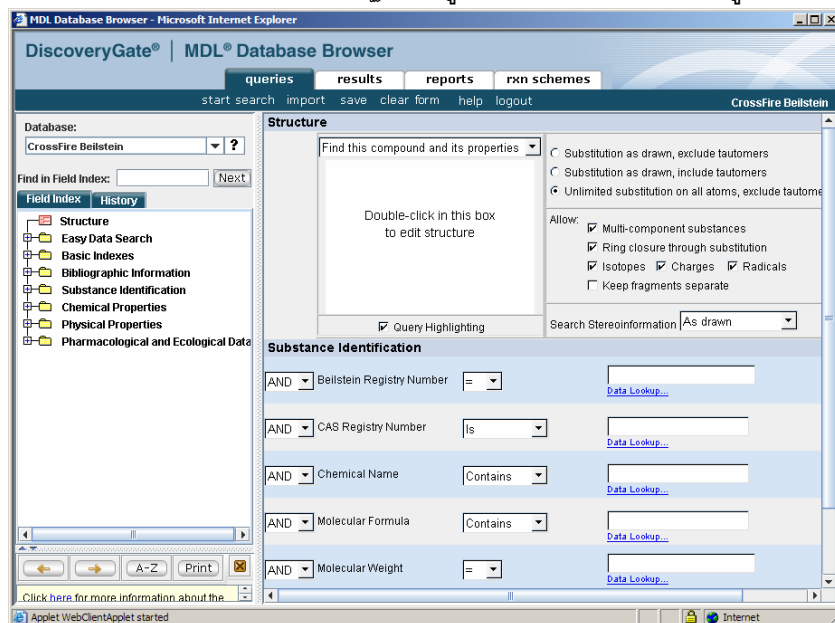 MDL Database Browser - Microsoft Internet Explorer
DiscoveryGate® | MDL® Database Browser
queries results reports rxn schemes
start search import save clear form help logout
CrossFire Beilstein
Database:
CrossFire Beilstein ?
Find in Field Index: Next
Field Index History
Structure
Easy Data Search
Basic Indexes
Bibliographic Information
Substance Identification
Chemical Properties
Physical Properties
Pharmacological and Ecological Data
A-Z Print
Click here for more information about the
Structure
Find this compound and its properties
Double-click in this box
to edit structure
Query Highlighting
Substitution as drawn, exclude tautomers
Substitution as drawn, include tautomers
Unlimited substitution on all atoms, exclude tautome
Allow:
Multi-component substances
Ring closure through substitution
Isotopes Charges Radicals
Keep fragments separate
Search Stereoinformation As drawn
Substance Identification
AND Beilstein Registry Number =
Data Lookup...
AND CAS Registry Number Is
Data Lookup...
AND Chemical Name Contains
Data Lookup...
AND Molecular Formula Contains
Data Lookup...
AND Molecular Weight =
Data Lookup...
Applet WebClientApplet started
Internet